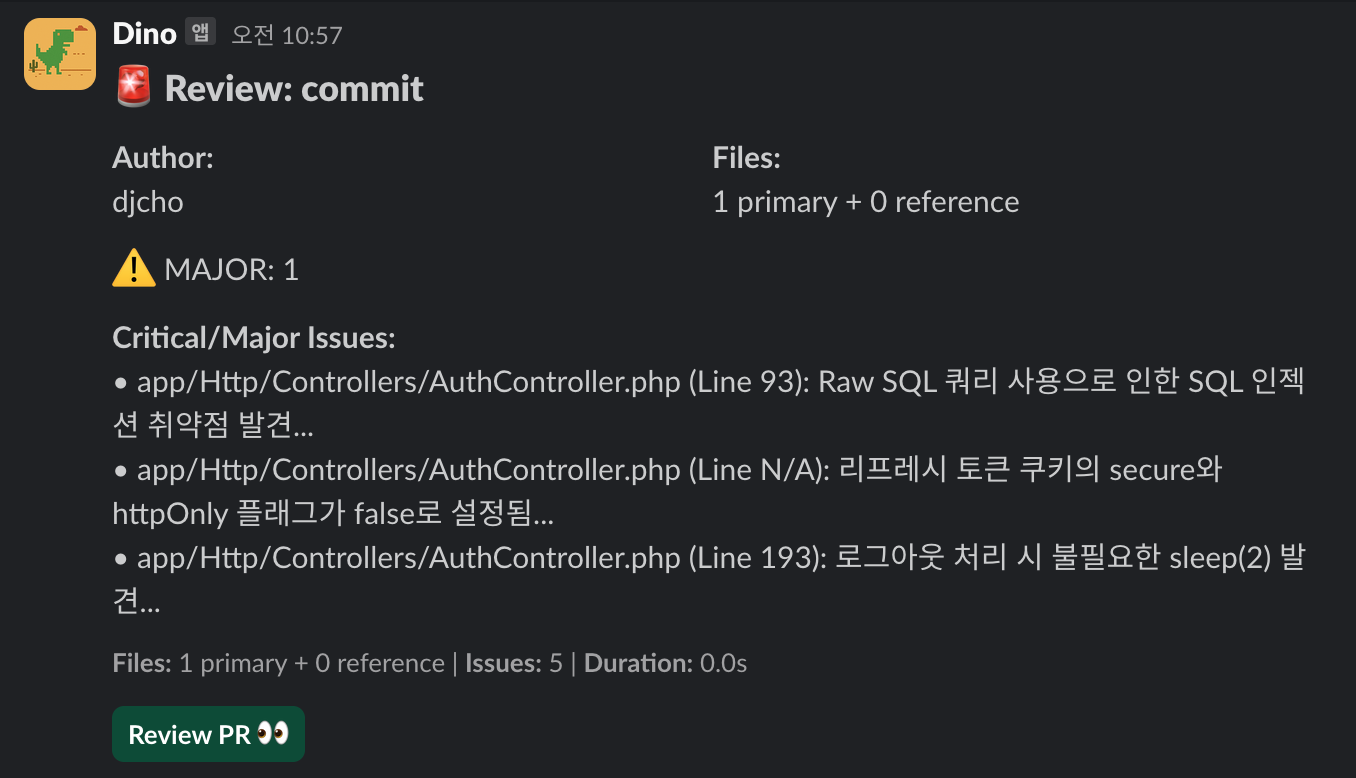 Dino 앱 오전 10:57
🚨 Review: commit
Author:
djcho
Files:
1 primary + 0 reference
⚠️ MAJOR: 1
Critical/Major Issues:
• app/Http/Controllers/AuthController.php (Line 93): Raw SQL 쿼리 사용으로 인한 SQL 인젝
션 취약점 발견...
• app/Http/Controllers/AuthController.php (Line N/A): 리프레시 토큰 쿠키의 secure와
httpOnly 플래그가 false로 설정됨...
• app/Http/Controllers/AuthController.php (Line 193): 로그아웃 처리 시 불필요한 sleep(2) 발
견...
Files: 1 primary + 0 reference | Issues: 5 | Duration: 0.0s
Review PR 👀